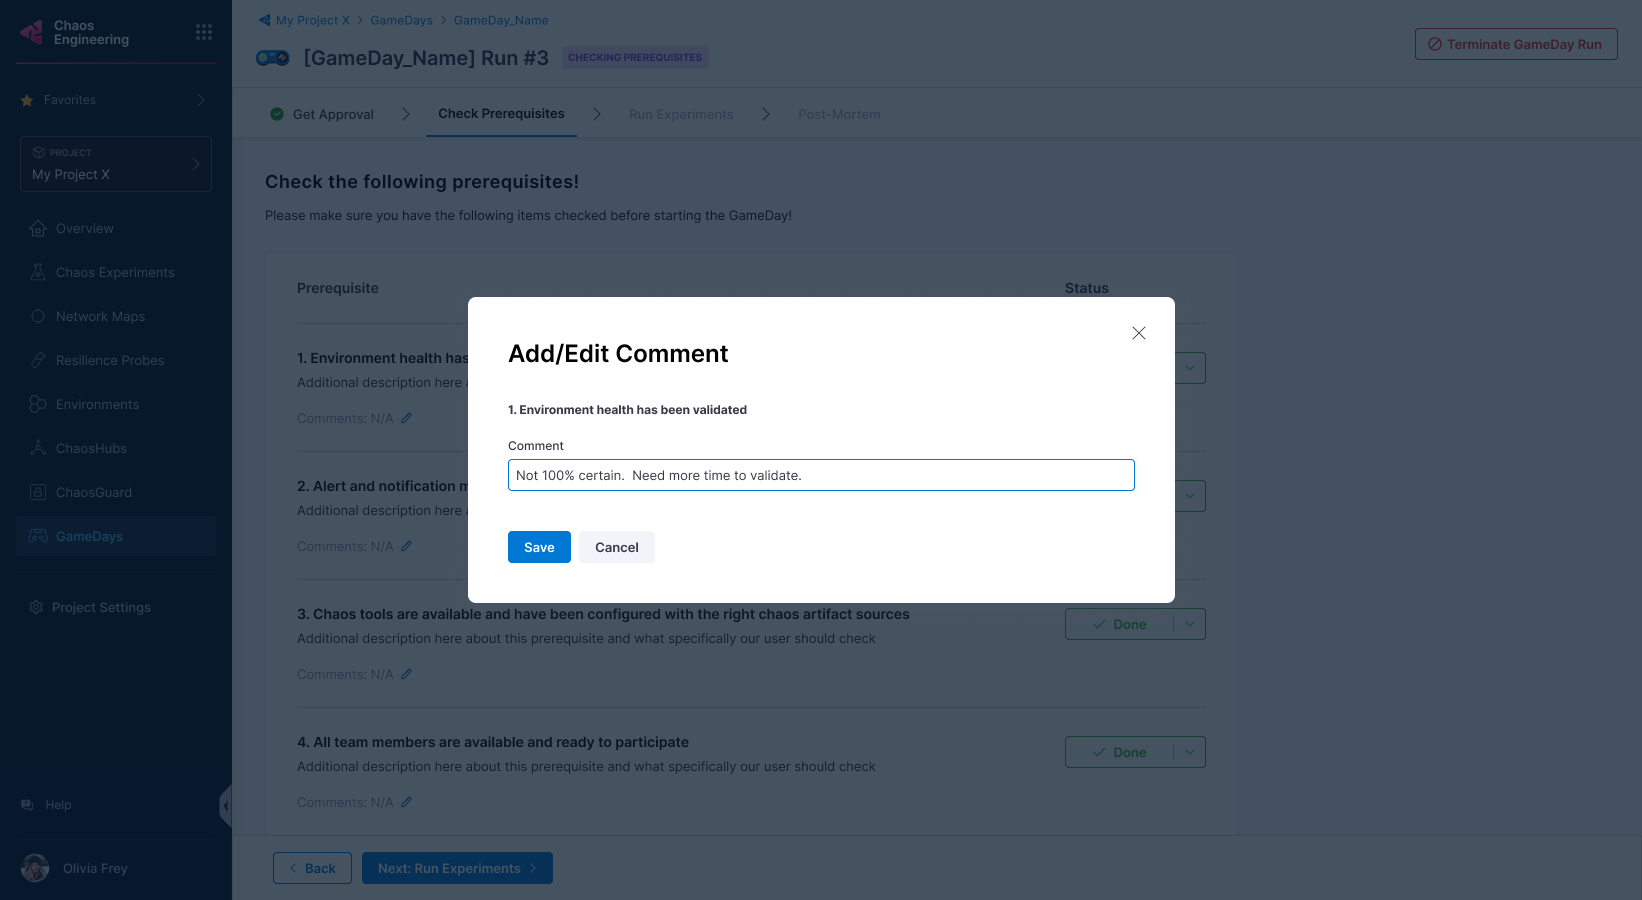 Chaos
Engineering
Favorites
PROJECT
My Project X
Overview
Chaos Experiments
Network Maps
Resilience Probes
Environments
ChaosHubs
ChaosGuard
GameDays
Project Settings
Help
Olivia Frey
My Project X > GameDays > GameDay_Name
[GameDay_Name] Run #3 CHECKING PREREQUISITES
Terminate GameDay Run
Get Approval Check Prerequisites Run Experiments Post-Mortem
Check the following prerequisites!
Please make sure you have the following items checked before starting the GameDay!
Prerequisite Status
1. Environment health has
Additional description here
Comments: N/A
2. Alert and notification
Additional description here
Comments: N/A
Add/Edit Comment
1. Environment health has been validated
Comment
Not 100% certain.  Need more time to validate.
Save Cancel
3. Chaos tools are available and have been configured with the right chaos artifact sources
Done
Additional description here about this prerequisite and what specifically our user should check
Comments: N/A
4. All team members are available and ready to participate
Done
Additional description here about this prerequisite and what specifically our user should check
Comments: N/A
Back Next: Run Experiments